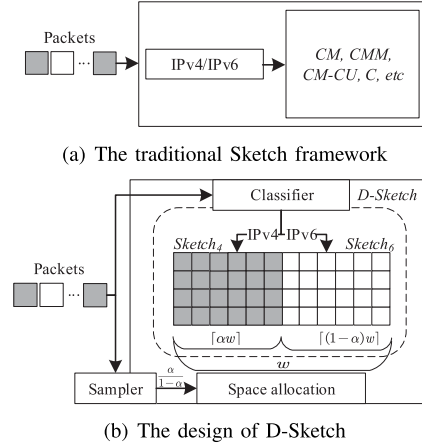 Packets
...
IPv4/IPv6
CM, CMM,
CM-CU, C, etc
(a) The traditional Sketch framework
Classifier
D-Sketch
IPv4
IPv6
Sketch₄
Sketch₆
Packets
...
⌈αw⌉
⌈(1−α)w⌉
w
Sampler
α/(1−α)
Space allocation
(b) The design of D-Sketch